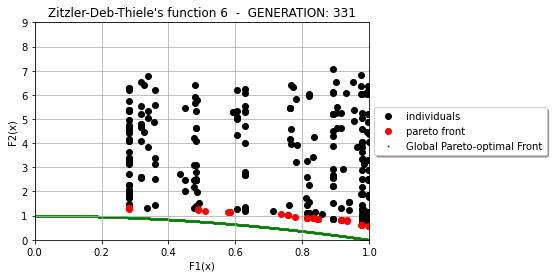 Zitzler-Deb-Thiele's function 6 - GENERATION: 331
9
8
7
6
5
4
3
2
1
0
F2(x)
0.0 0.2 0.4 0.6 0.8 1.0
F1(x)
individuals
pareto front
Global Pareto-optimal Front